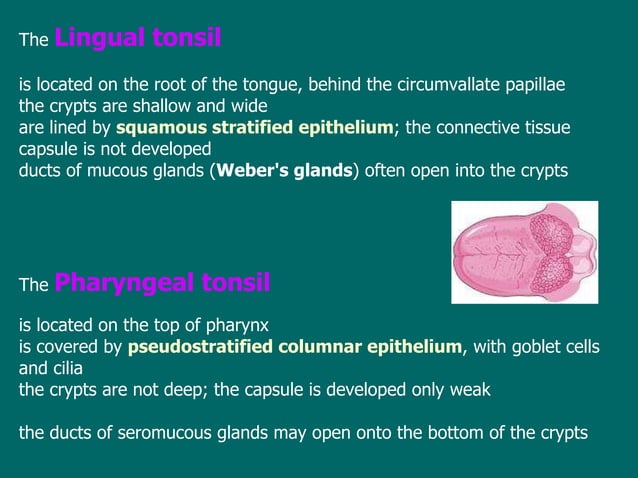 The Lingual tonsil
is located on the root of the tongue, behind the circumvallate papillae
the crypts are shallow and wide
are lined by squamous stratified epithelium; the connective tissue
capsule is not developed
ducts of mucous glands (Weber's glands) often open into the crypts
The Pharyngeal tonsil
is located on the top of pharynx
is covered by pseudostratified columnar epithelium, with goblet cells
and cilia
the crypts are not deep; the capsule is developed only weak
the ducts of seromucous glands may open onto the bottom of the crypts